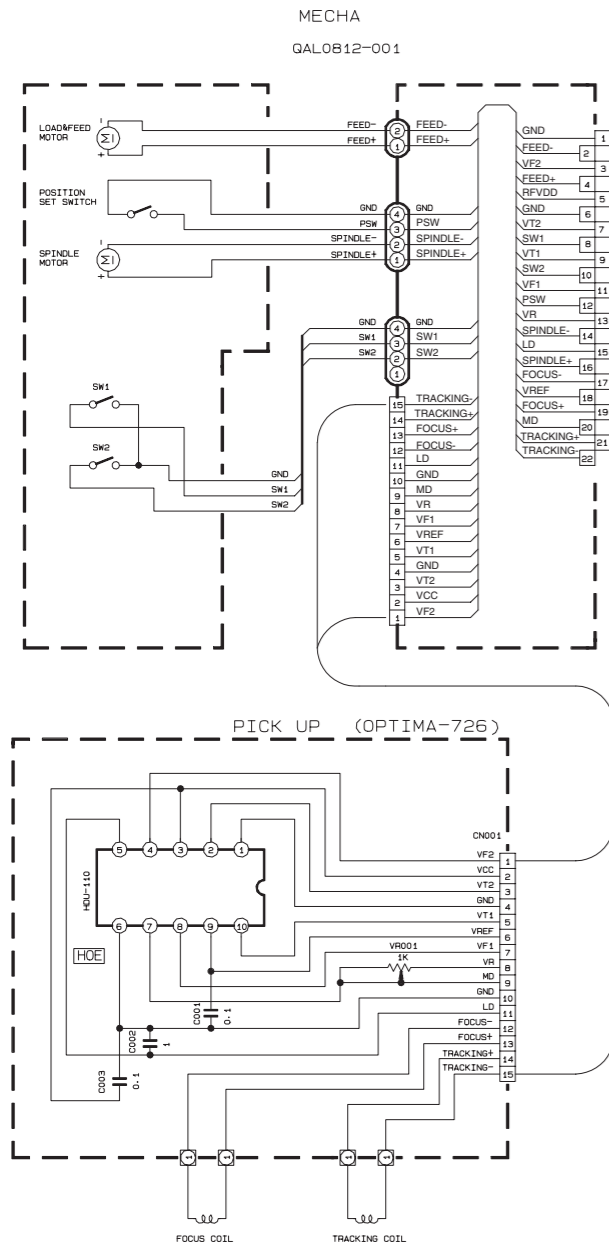 MECHA
QAL0812-001
LOAD&FEED
MOTOR
-
+
M
FEED-
2
FEED-
FEED+
1
FEED+
POSITION
SET SWITCH
GND
4
GND
PSW
3
PSW
SPINDLE
MOTOR
-
+
M
SPINDLE-
2
SPINDLE-
SPINDLE+
1
SPINDLE+
GND
4
GND
SW1
3
SW1
SW2
2
SW2
1
SW1
SW2
GND
SW1
SW2
15
TRACKING-
14
TRACKING+
13
FOCUS+
12
FOCUS-
11
LD
10
GND
9
MD
8
VR
7
VF1
6
VREF
5
VT1
4
GND
3
VT2
2
VCC
1
VF2
GND
1
FEED-
2
VF2
3
FEED+
4
RFVDD
5
GND
6
VT2
7
SW1
8
VT1
9
SW2
10
VF1
11
PSW
12
VR
13
SPINDLE-
14
LD
15
SPINDLE+
16
FOCUS-
17
VREF
18
FOCUS+
19
MD
20
TRACKING+
21
TRACKING-
22
PICK UP (OPTIMA-726)
CN001
5
4
3
2
1
HDU-110
6
7
8
9
10
HOE
VR001
1K
C001
0.1
C002
1
C003
0.1
VF2
1
VCC
2
VT2
3
GND
4
VT1
5
VREF
6
VF1
7
VR
8
MD
9
GND
10
LD
11
FOCUS-
12
FOCUS+
13
TRACKING+
14
TRACKING-
15
1
1
1
1
FOCUS COIL
TRACKING COIL